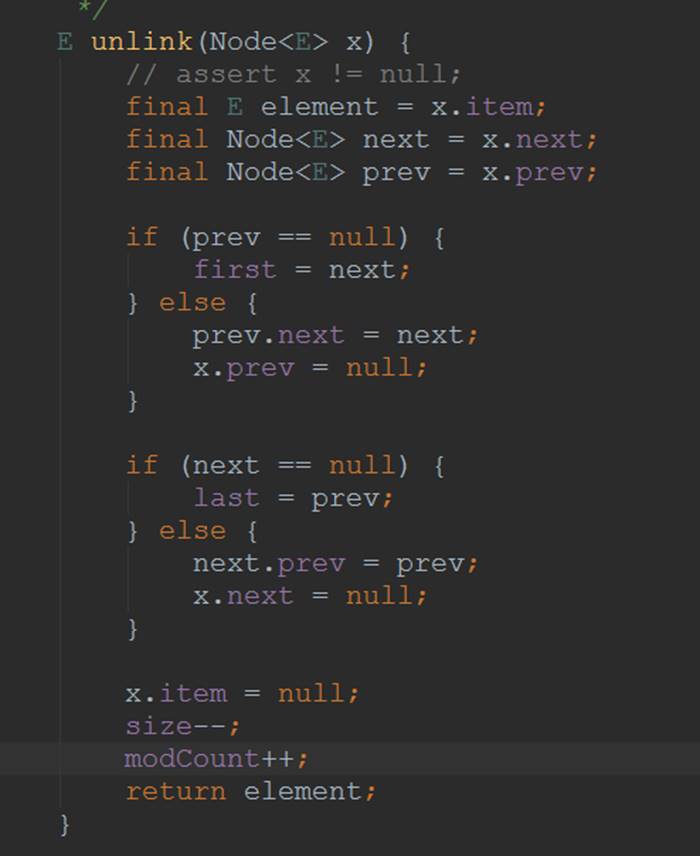 */
E unlink(Node<E> x) {
// assert x != null;
final E element = x.item;
final Node<E> next = x.next;
final Node<E> prev = x.prev;
if (prev == null) {
first = next;
} else {
prev.next = next;
x.prev = null;
}
if (next == null) {
last = prev;
} else {
next.prev = prev;
x.next = null;
}
x.item = null;
size--;
modCount++;
return element;
}